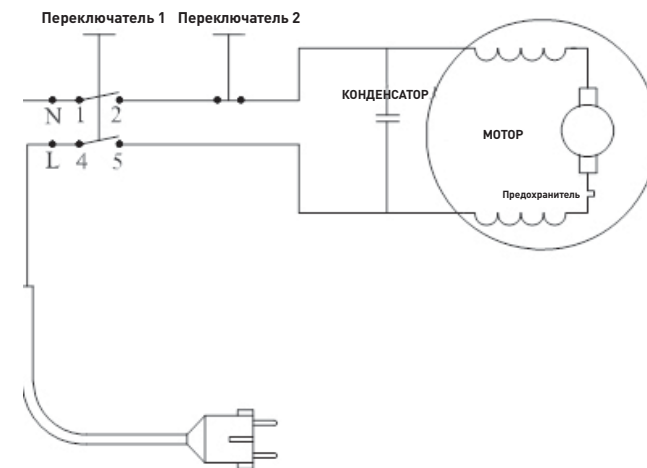 Переключатель 1 Переключатель 2
КОНДЕНСАТОР
N 1 2
МОТОР
L 4 5
Предохранитель